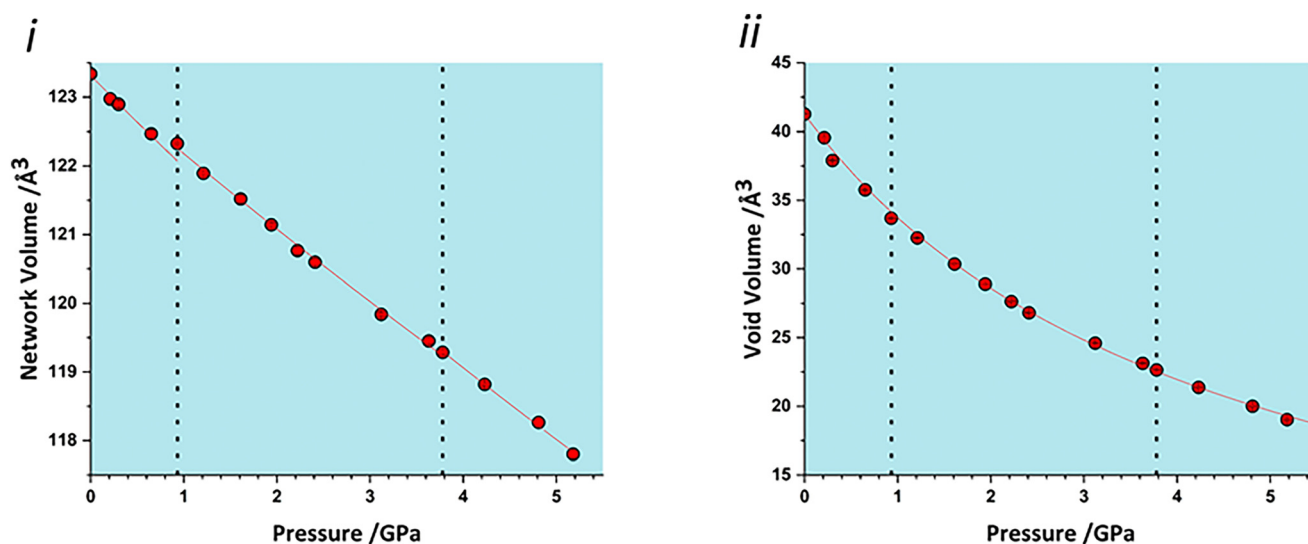 i
Network Volume /Å³
123
122
121
120
119
118
0 1 2 3 4 5
Pressure /GPa
ii
Void Volume /Å³
45
40
35
30
25
20
15
0 1 2 3 4 5
Pressure /GPa